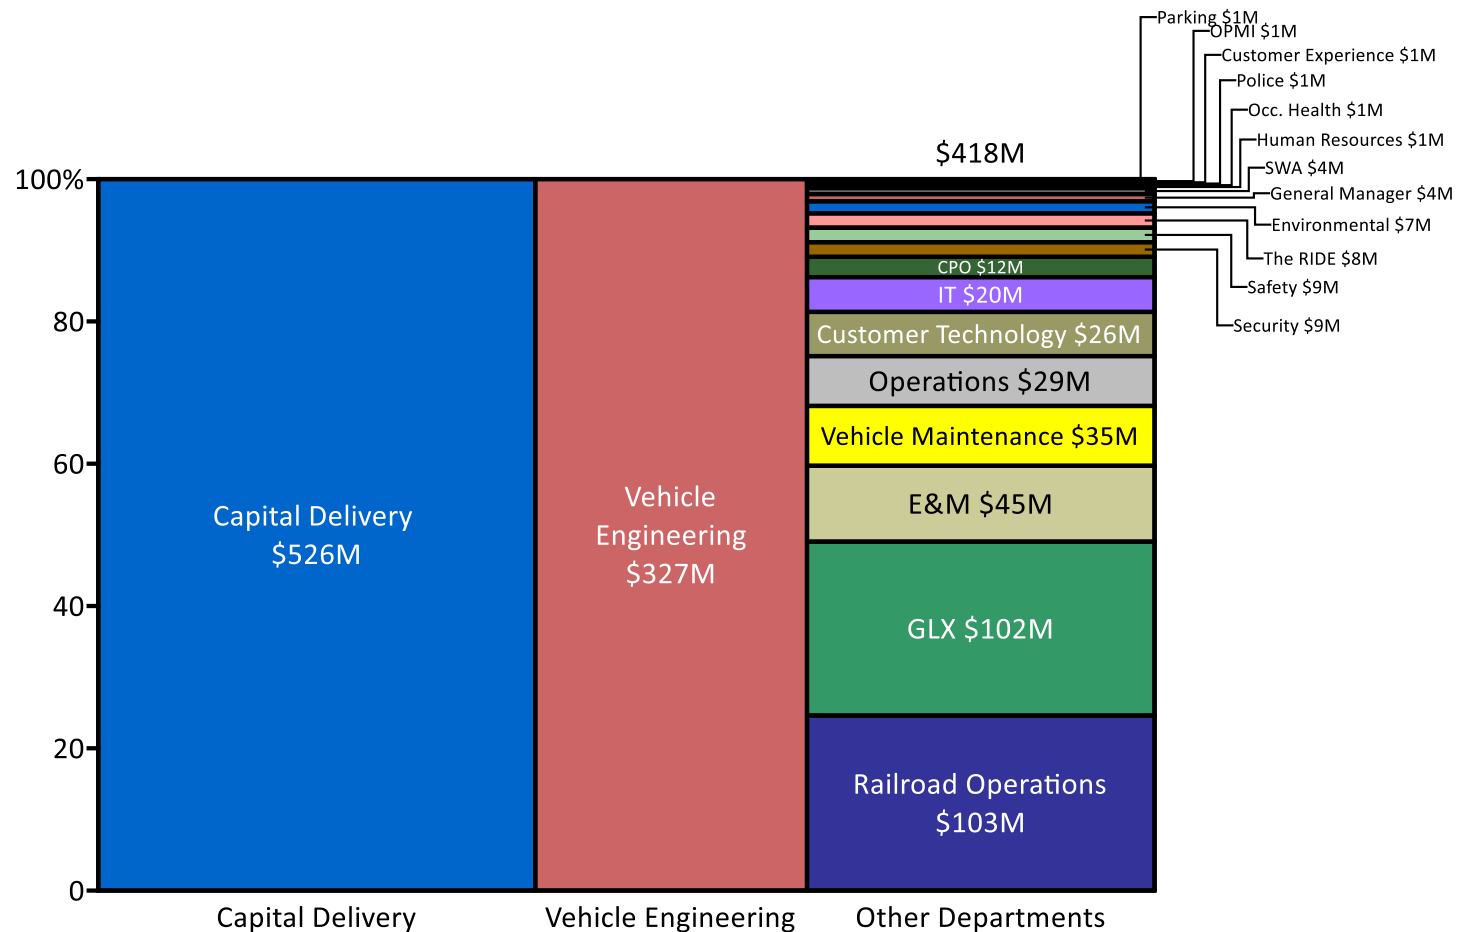 Parking $1M
OPMI $1M
Customer Experience $1M
Police $1M
Occ. Health $1M
Human Resources $1M
$418M
SWA $4M
100%
General Manager $4M
Environmental $7M
The RIDE $8M
CPO $12M
Safety $9M
IT $20M
80
Security $9M
Customer Technology $26M
Operations $29M
Vehicle Maintenance $35M
60
Vehicle
Engineering
$327M
Capital Delivery
$526M
E&M $45M
40
GLX $102M
20
Railroad Operations
$103M
0
Capital Delivery
Vehicle Engineering
Other Departments